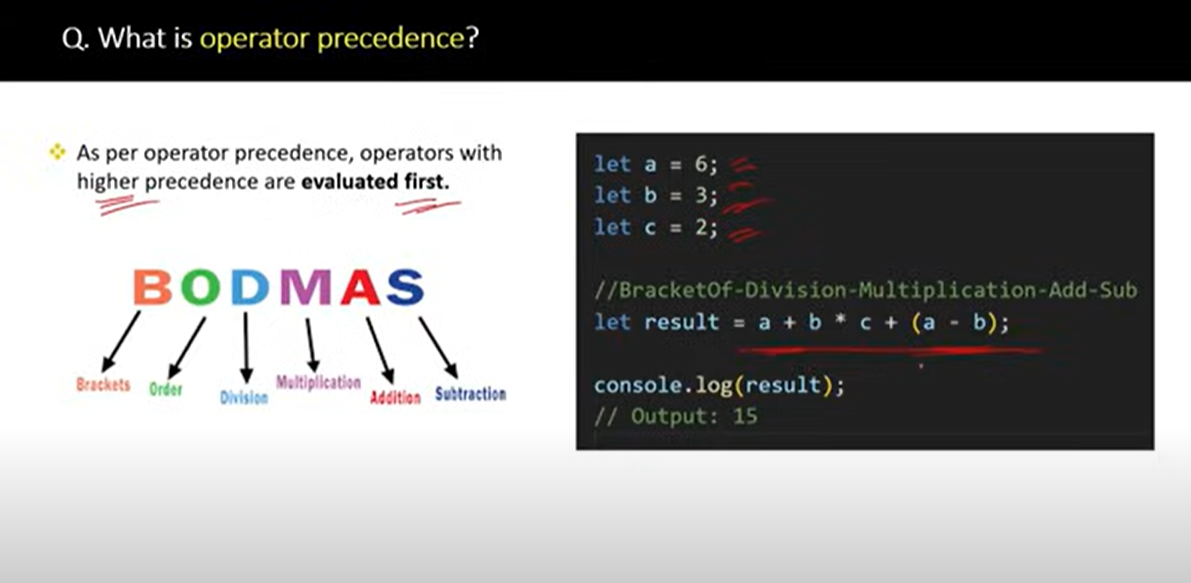 Q. What is operator precedence?
As per operator precedence, operators with
higher precedence are evaluated first.
BODMAS
Brackets Order Division Multiplication Addition Subtraction
let a = 6;
let b = 3;
let c = 2;
//BracketOf-Division-Multiplication-Add-Sub
let result = a + b * c + (a - b);
console.log(result);
// Output: 15